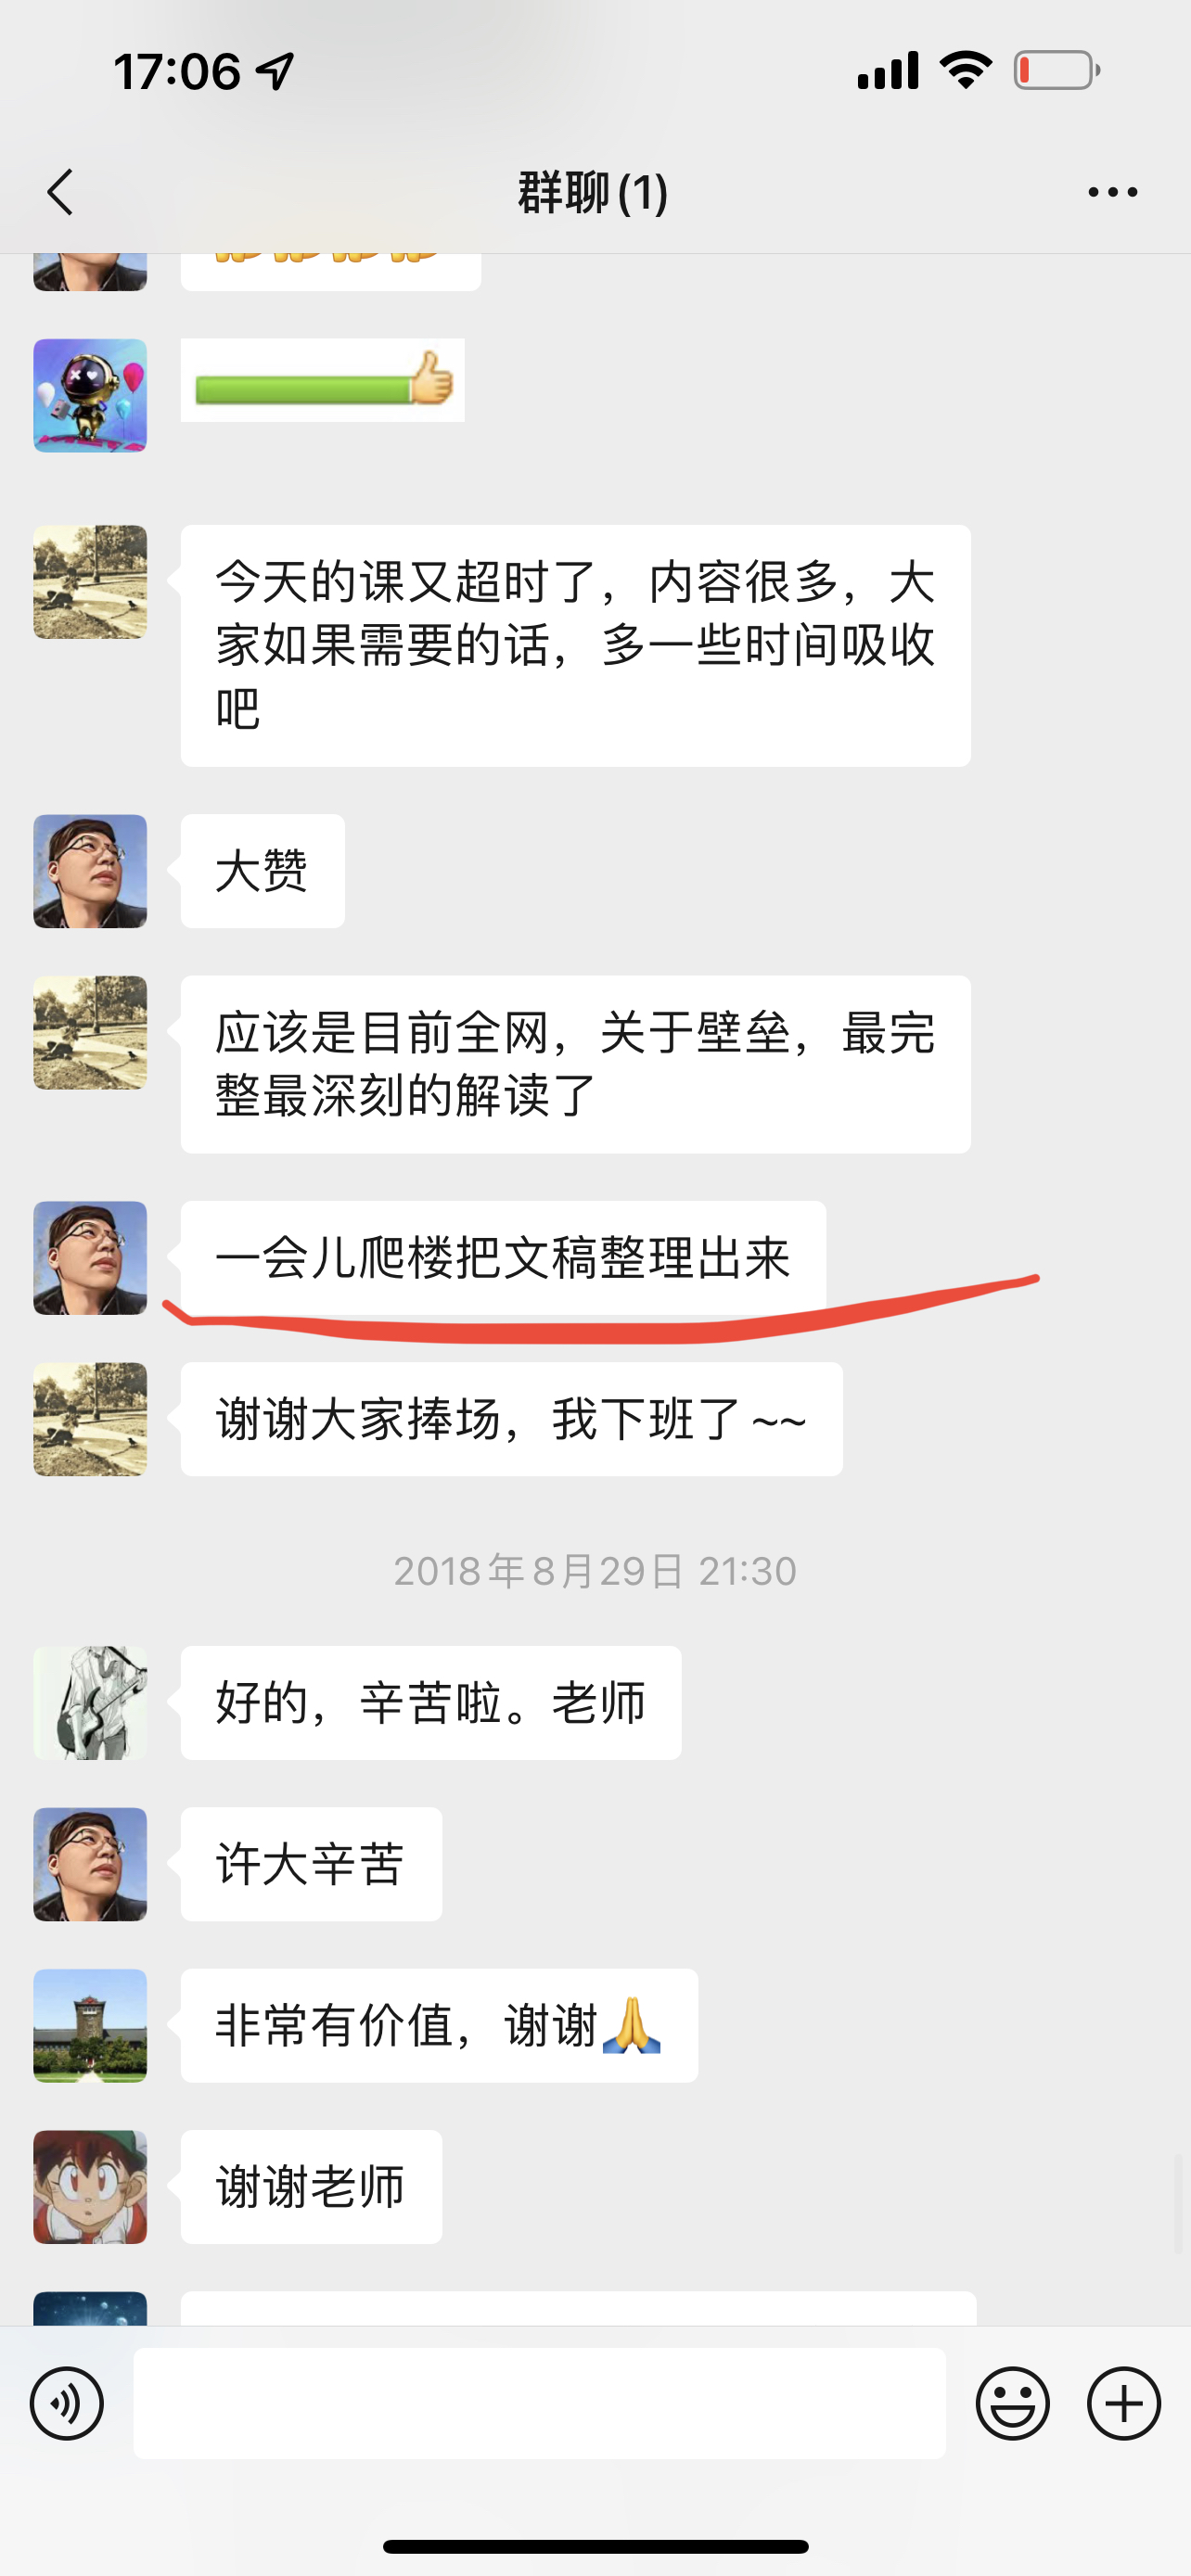 17:06
群聊(1)
今天的课又超时了，内容很多，大
家如果需要的话，多一些时间吸收
吧
大赞
应该是目前全网，关于壁垒，最完
整最深刻的解读了
一会儿爬楼把文稿整理出来
谢谢大家捧场，我下班了~~
2018年8月29日 21:30
好的，辛苦啦。老师
许大辛苦
非常有价值，谢谢🙏
谢谢老师